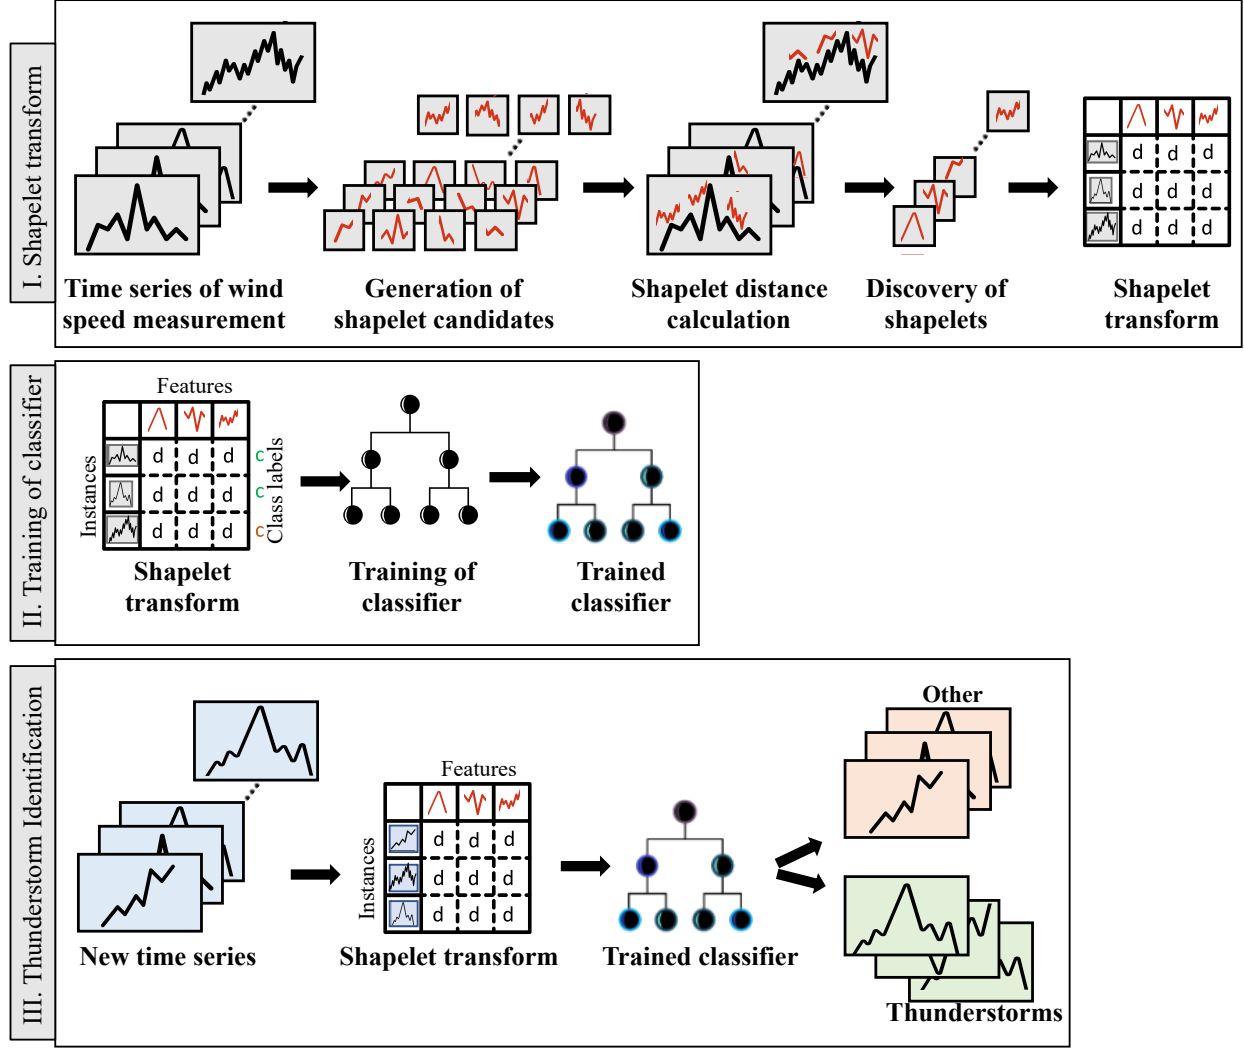 I. Shapelet transform
Time series of wind
speed measurement
Generation of
shapelet candidates
Shapelet distance
calculation
Discovery of
shapelets
d d d
d d d
d d d
Shapelet
transform
II. Training of classifier
Features
Instances
d d d c
d d d c
d d d c
Class labels
Shapelet
transform
Training of
classifier
Trained
classifier
III. Thunderstorm Identification
New time series
Features
Instances
d d d
d d d
d d d
Shapelet transform
Trained classifier
Other
Thunderstorms